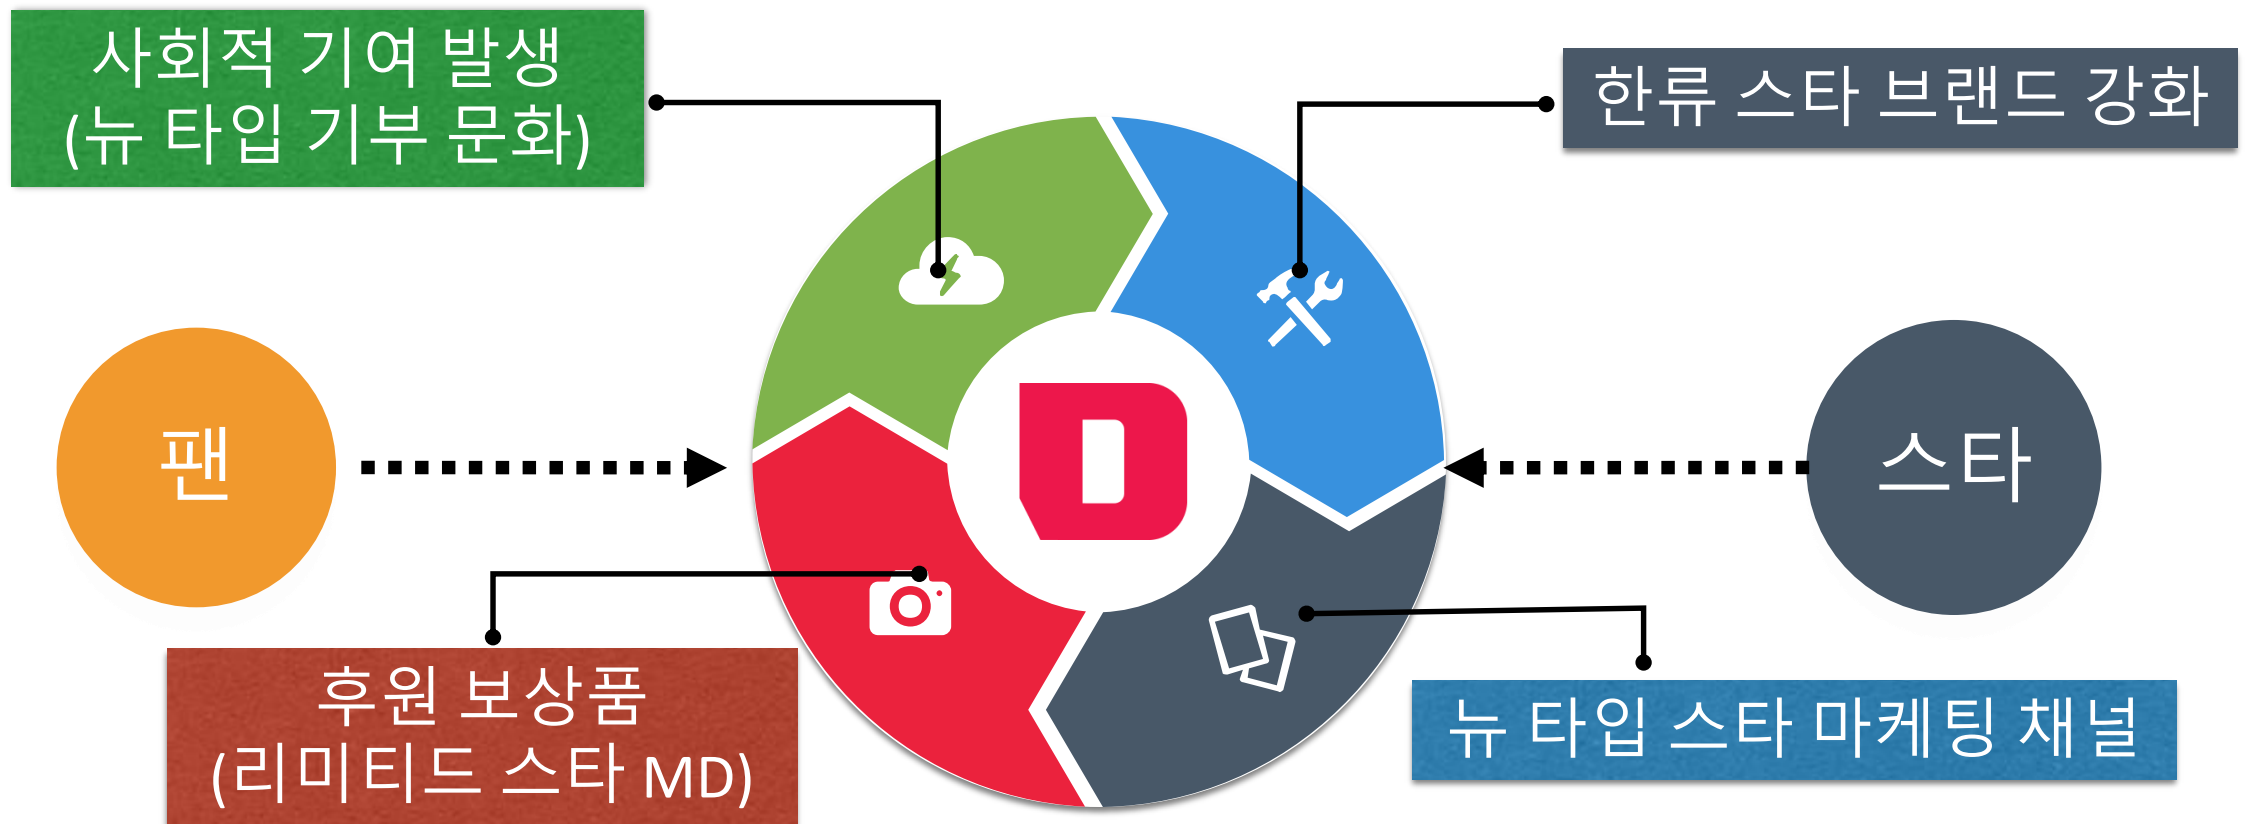 사회적 기여 발생
(뉴 타입 기부 문화)
한류 스타 브랜드 강화
팬
D
스타
후원 보상품
(리미티드 스타 MD)
뉴 타입 스타 마케팅 채널